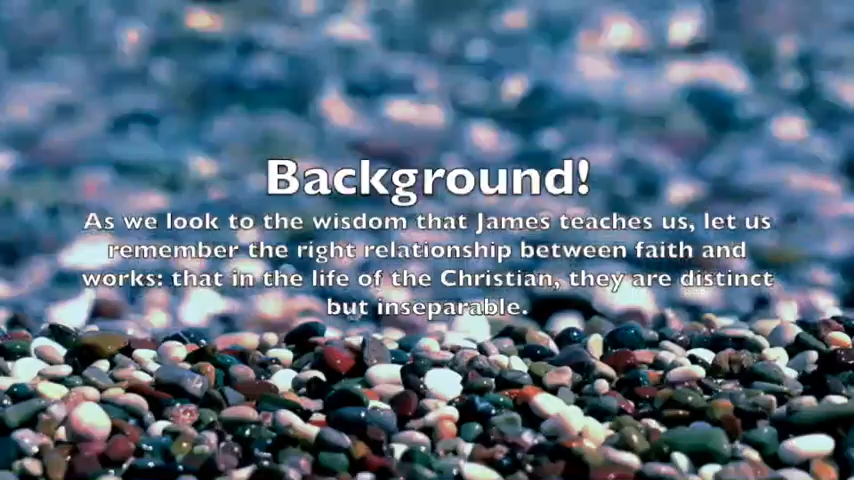 Background!
As we look to the wisdom that James teaches us, let us
remember the right relationship between faith and
works: that in the life of the Christian, they are distinct
but inseparable.